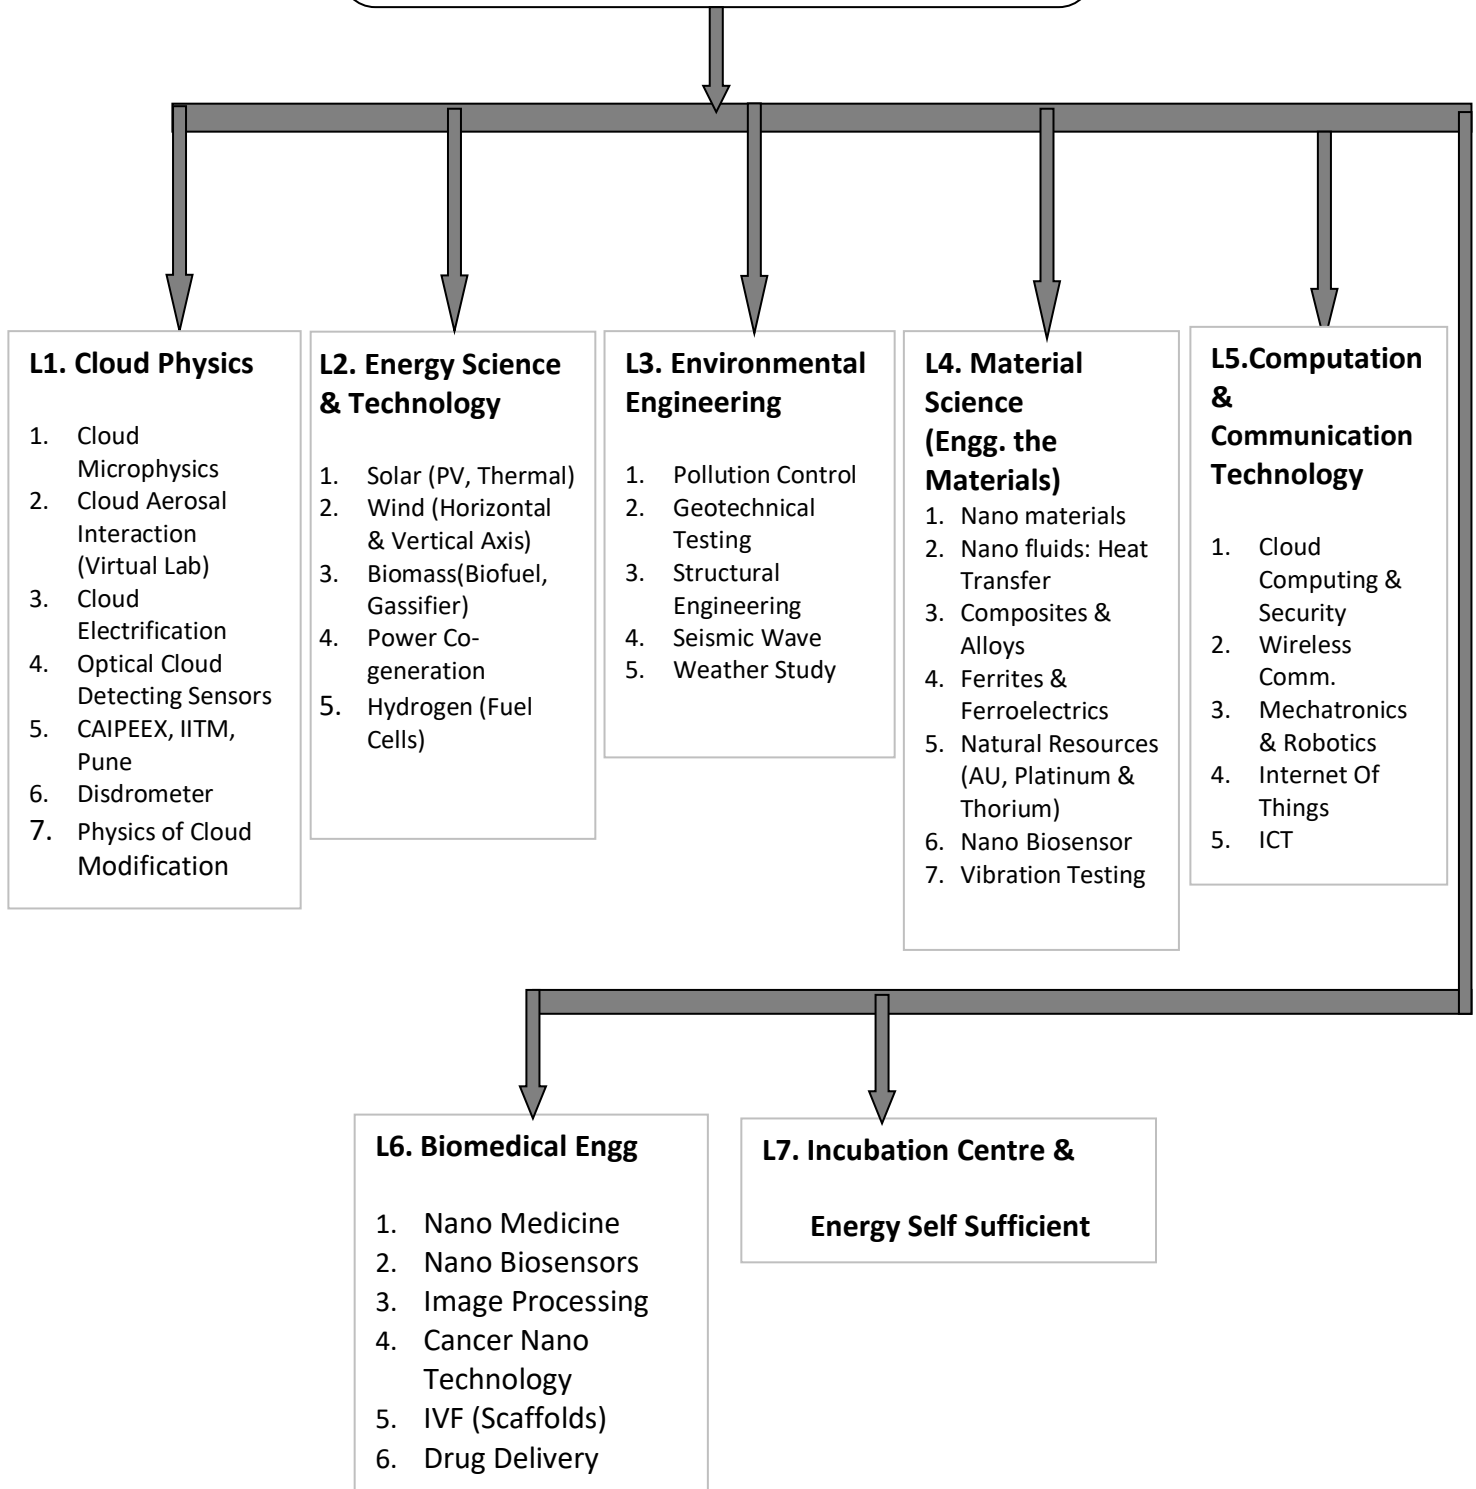 L1. Cloud Physics
1. Cloud
Microphysics
2. Cloud Aerosal
Interaction
(Virtual Lab)
3. Cloud
Electrification
4. Optical Cloud
Detecting Sensors
5. CAIPEEX, IITM,
Pune
6. Disdrometer
7. Physics of Cloud
Modification
L2. Energy Science
& Technology
1. Solar (PV, Thermal)
2. Wind (Horizontal
& Vertical Axis)
3. Biomass(Biofuel,
Gassifier)
4. Power Co-
generation
5. Hydrogen (Fuel
Cells)
L3. Environmental
Engineering
1. Pollution Control
2. Geotechnical
Testing
3. Structural
Engineering
4. Seismic Wave
5. Weather Study
L4. Material
Science
(Engg. the
Materials)
1. Nano materials
2. Nano fluids: Heat
Transfer
3. Composites &
Alloys
4. Ferrites &
Ferroelectrics
5. Natural Resources
(AU, Platinum &
Thorium)
6. Nano Biosensor
7. Vibration Testing
L5.Computation
&
Communication
Technology
1. Cloud
Computing &
Security
2. Wireless
Comm.
3. Mechatronics
& Robotics
4. Internet Of
Things
5. ICT
L6. Biomedical Engg
1. Nano Medicine
2. Nano Biosensors
3. Image Processing
4. Cancer Nano
Technology
5. IVF (Scaffolds)
6. Drug Delivery
L7. Incubation Centre &
Energy Self Sufficient